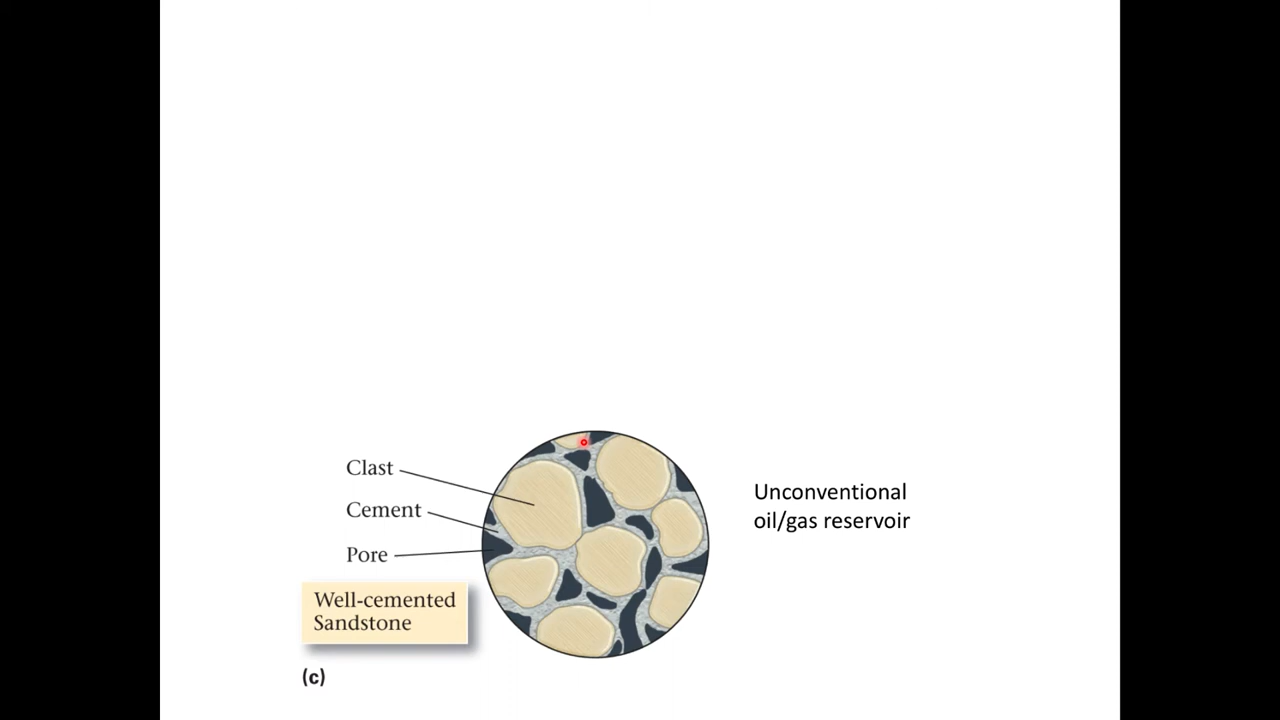 Clast
Cement
Pore
Well-cemented
Sandstone
(c)
Unconventional
oil/gas reservoir